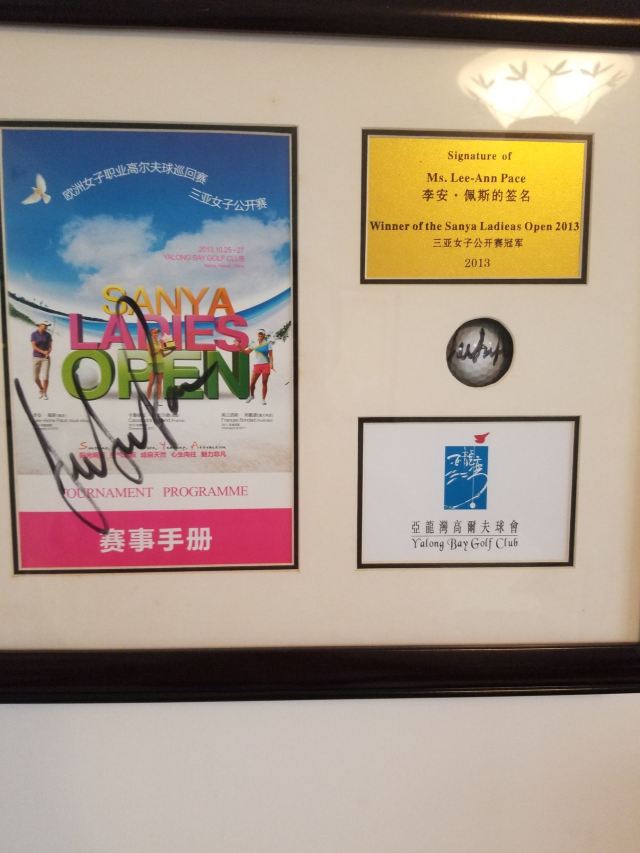 欧洲女子职业高尔夫球巡回赛
三亚女子公开赛
2013.10.25-27
YALONG BAY GOLF CLUB
SANYA
LADIES
OPEN
TOURNAMENT PROGRAMME
赛事手册
Signature of
Ms. Lee-Ann Pace
李安·佩斯的签名
Winner of the Sanya Ladieas Open 2013
三亚女子公开赛冠军
2013
亞龍灣高爾夫球會
Yalong Bay Golf Club